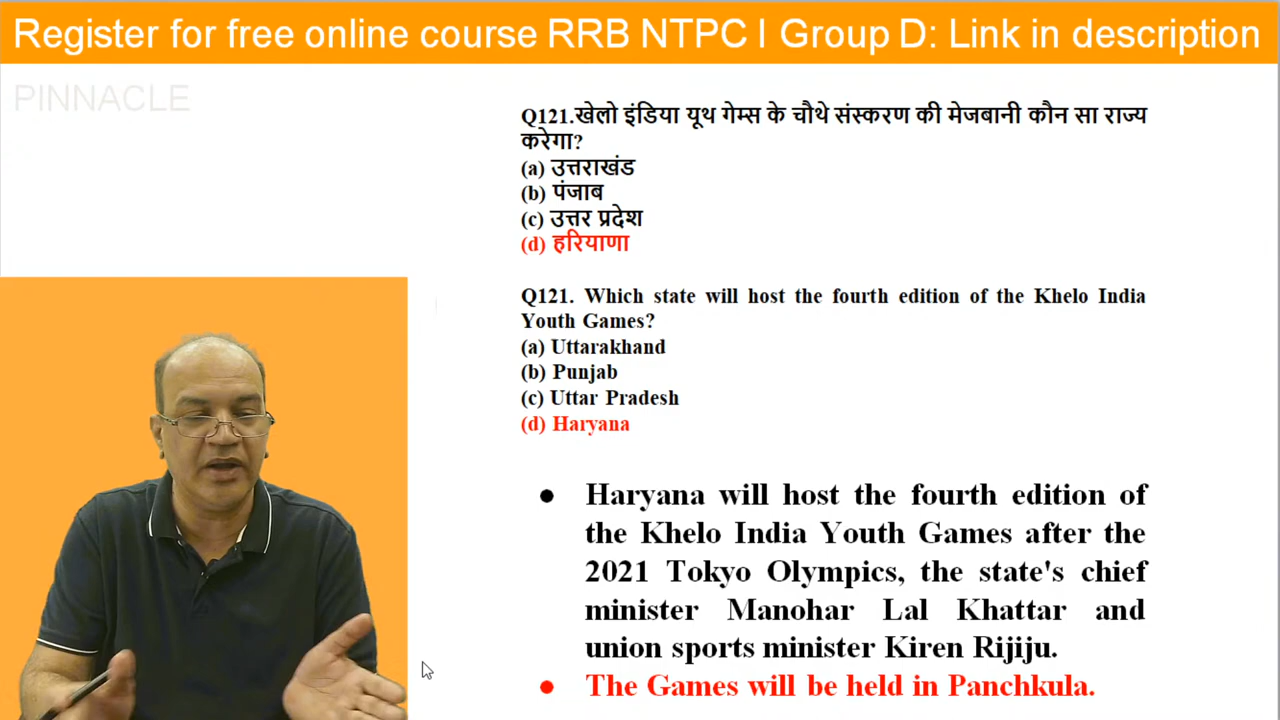 Register for free online course RRB NTPC I Group D: Link in description
PINNACLE
Q121.खेलो इंडिया यूथ गेम्स के चौथे संस्करण की मेजबानी कौन सा राज्य
करेगा?
(a) उत्तराखंड
(b) पंजाब
(c) उत्तर प्रदेश
(d) हरियाणा
Q121. Which state will host the fourth edition of the Khelo India
Youth Games?
(a) Uttarakhand
(b) Punjab
(c) Uttar Pradesh
(d) Haryana
• Haryana will host the fourth edition of
the Khelo India Youth Games after the
2021 Tokyo Olympics, the state's chief
minister Manohar Lal Khattar and
union sports minister Kiren Rijiju.
• The Games will be held in Panchkula.